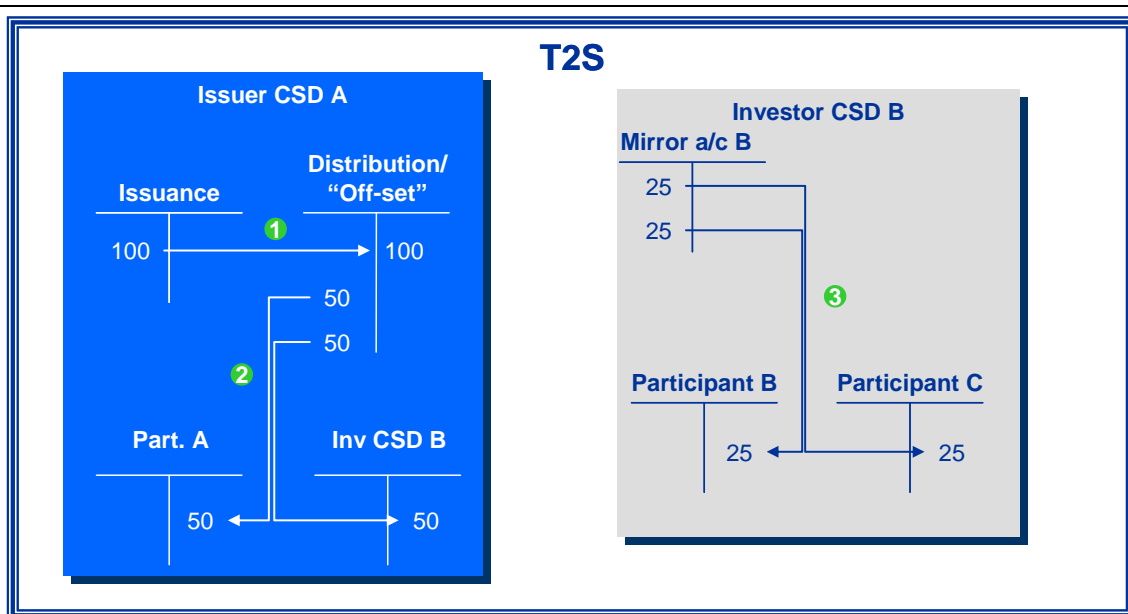 T2S
Issuer CSD A
Distribution/
Issuance
“Off-set”
1
100
100
50
50
2
Part. A
Inv CSD B
50
50
Investor CSD B
Mirror a/c B
25
25
3
Participant B
Participant C
25
25